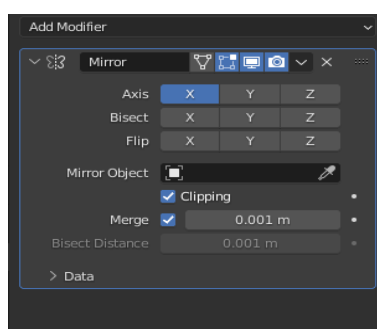 Add Modifier
Mirror
Axis X Y Z
Bisect X Y Z
Flip X Y Z
Mirror Object
Clipping
Merge 0.001 m
Bisect Distance 0.001 m
Data